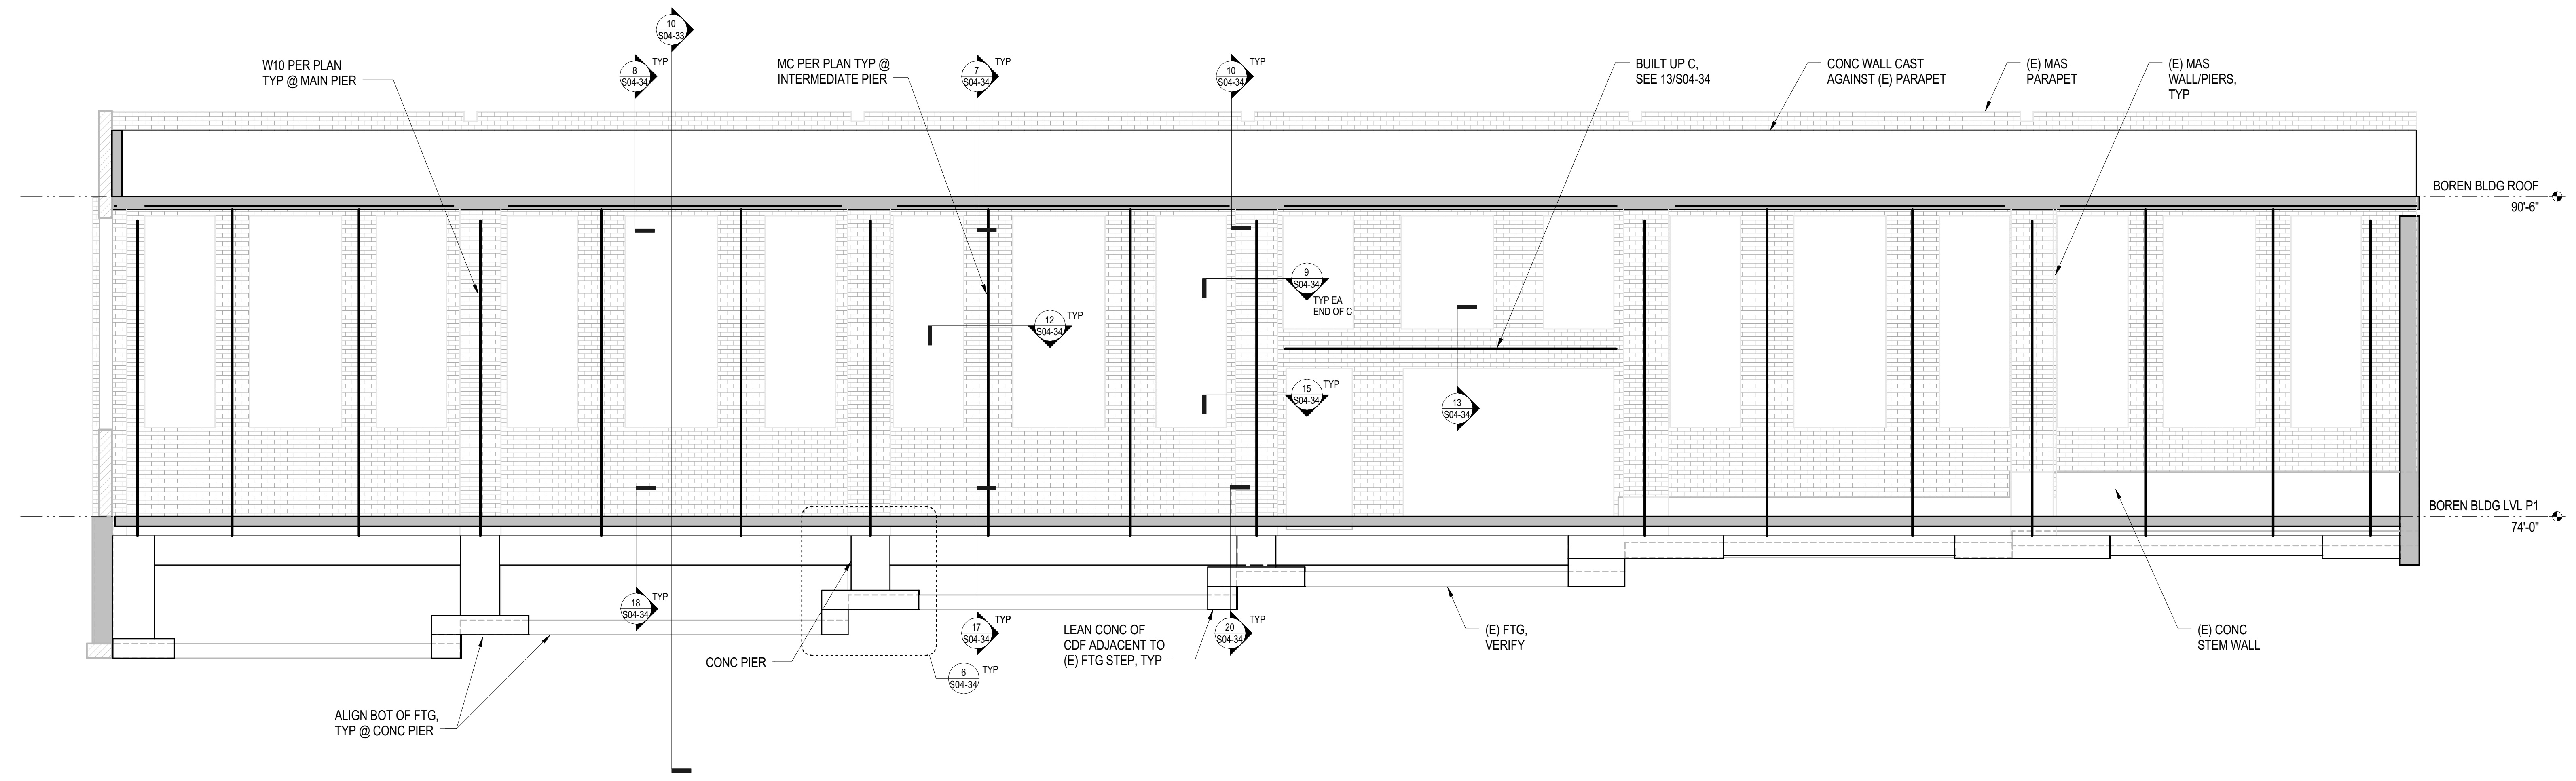 10
S04-33
W10 PER PLAN
TYP @ MAIN PIER
8
S04-34
TYP
MC PER PLAN TYP @
INTERMEDIATE PIER
7
S04-34
TYP
10
S04-34
TYP
BUILT UP C,
SEE 13/S04-34
CONC WALL CAST
AGAINST (E) PARAPET
(E) MAS
PARAPET
(E) MAS
WALL/PIERS,
TYP
BOREN BLDG ROOF
90'-6"
9
S04-34
TYP EA
END OF C
12
S04-34
TYP
15
S04-34
TYP
13
S04-34
BOREN BLDG LVL P1
74'-0"
18
S04-34
TYP
17
S04-34
TYP
20
S04-34
TYP
CONC PIER
6
S04-34
TYP
LEAN CONC OF
CDF ADJACENT TO
(E) FTG STEP, TYP
(E) FTG,
VERIFY
(E) CONC
STEM WALL
ALIGN BOT OF FTG,
TYP @ CONC PIER